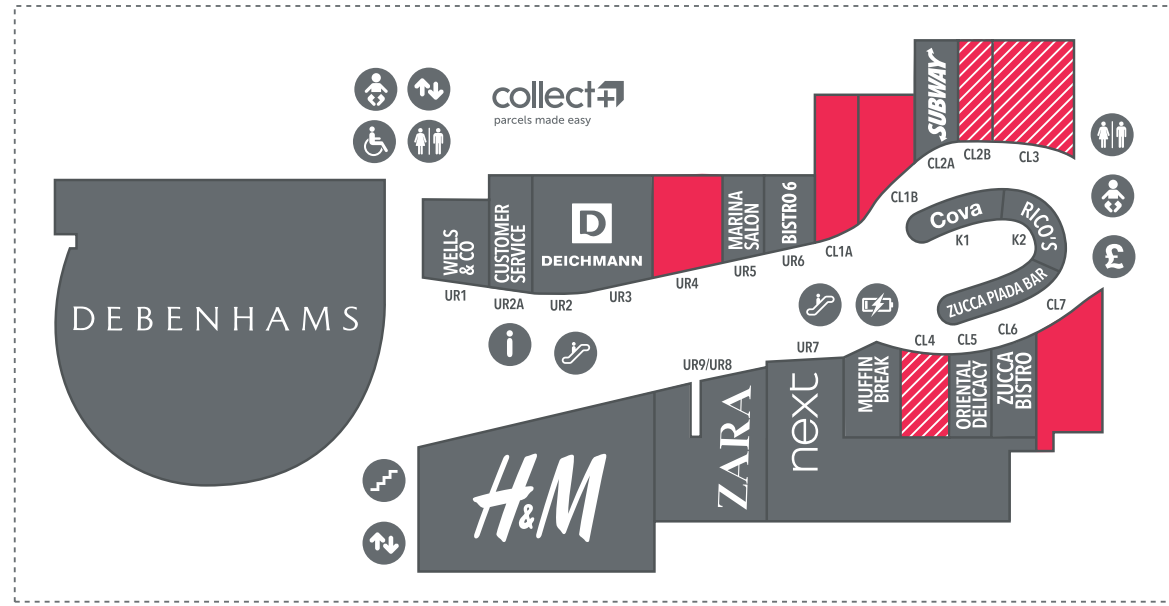 collect+
parcels made easy
SUBWAY
CL2A
CL2B
CL3
CL1B
Cova
RICO'S
K1
K2
ZUCCA PIADA BAR
WELLS
& CO
CUSTOMER
SERVICE
D
DEICHMANN
MARINA
SALON
BISTRO 6
CL1A
UR6
UR5
UR4
UR3
UR2
UR2A
UR1
DEBENHAMS
i
£
CL7
CL6
CL5
CL4
UR7
UR9/UR8
MUFFIN
BREAK
ORIENTAL
DELICACY
ZUCCA
BISTRO
next
ZARA
H&M